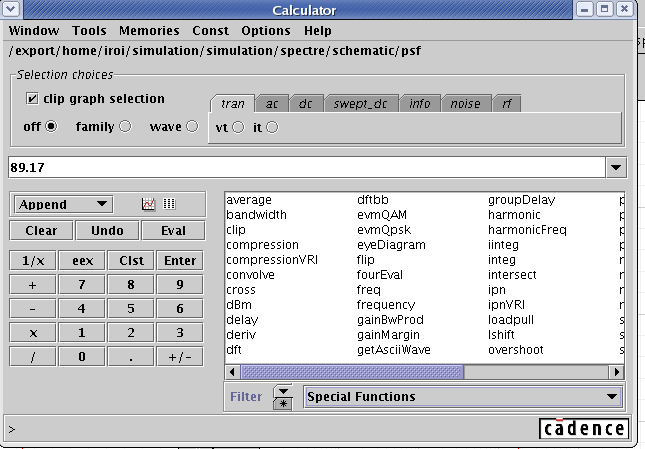 Calculator
Window Tools Memories Const Options Help
/export/home/iroi/simulation/simulation/spectre/schematic/psf
Selection choices
clip graph selection
tran ac dc swept_dc info noise rf
off family wave vt it
89.17
Append
Clear Undo Eval
1/x eex Clst Enter
+ 7 8 9
- 4 5 6
x 1 2 3
/ 0 . +/-
average dftbb groupDelay
bandwidth evmQAM harmonic
clip evmQpsk harmonicFreq
compression eyeDiagram iinteg
compressionVRI flip integ
convolve fourEval intersect
cross freq ipn
dBm frequency ipnVRI
delay gainBwProd loadpull
deriv gainMargin lshift
dft getAsciiWave overshoot
Filter Special Functions
>
cadence